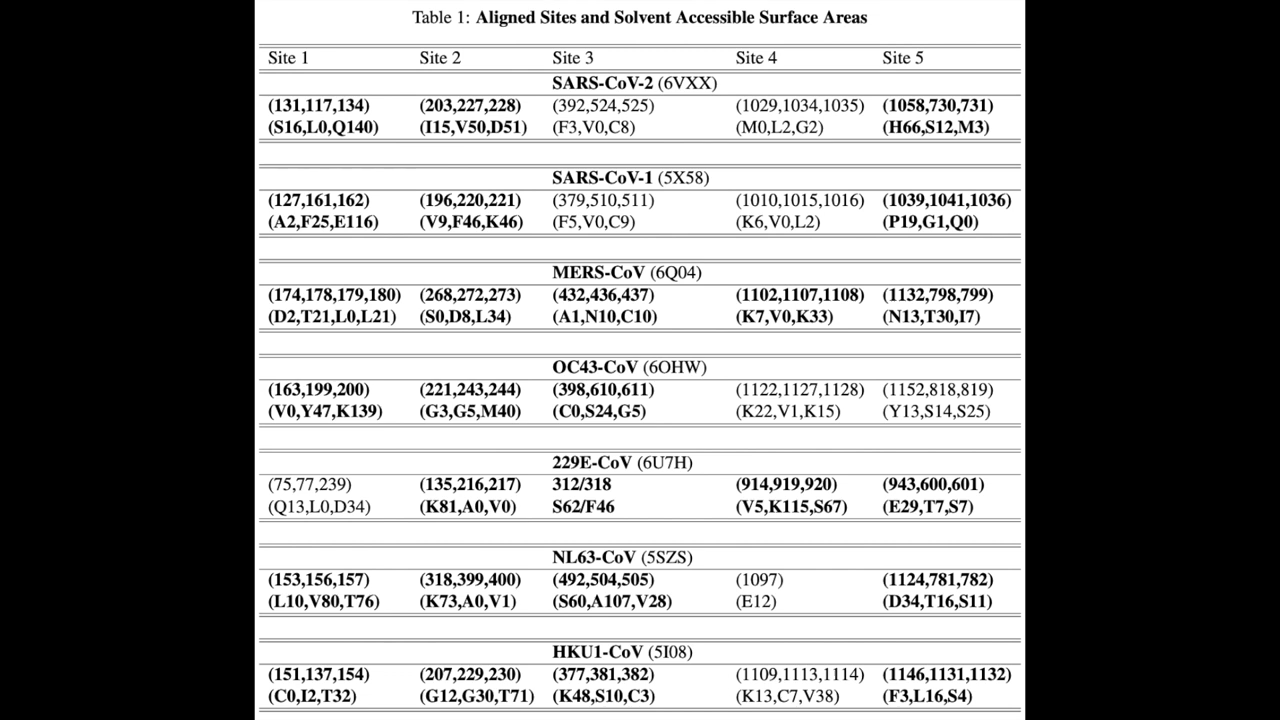 Table 1: Aligned Sites and Solvent Accessible Surface Areas
Site 1 Site 2 Site 3 Site 4 Site 5
SARS-CoV-2 (6VXX)
(131,117,134) (203,227,228) (392,524,525) (1029,1034,1035) (1058,730,731)
(S16,L0,Q140) (I15,V50,D51) (F3,V0,C8) (M0,L2,G2) (H66,S12,M3)
SARS-CoV-1 (5X58)
(127,161,162) (196,220,221) (379,510,511) (1010,1015,1016) (1039,1041,1036)
(A2,F25,E116) (V9,F46,K46) (F5,V0,C9) (K6,V0,L2) (P19,G1,Q0)
MERS-CoV (6Q04)
(174,178,179,180) (268,272,273) (432,436,437) (1102,1107,1108) (1132,798,799)
(D2,T21,L0,L21) (S0,D8,L34) (A1,N10,C10) (K7,V0,K33) (N13,T30,I7)
OC43-CoV (6OHW)
(163,199,200) (221,243,244) (398,610,611) (1122,1127,1128) (1152,818,819)
(V0,Y47,K139) (G3,G5,M40) (C0,S24,G5) (K22,V1,K15) (Y13,S14,S25)
229E-CoV (6U7H)
(75,77,239) (135,216,217) 312/318 (914,919,920) (943,600,601)
(Q13,L0,D34) (K81,A0,V0) S62/F46 (V5,K115,S67) (E29,T7,S7)
NL63-CoV (5SZS)
(153,156,157) (318,399,400) (492,504,505) (1097) (1124,781,782)
(L10,V80,T76) (K73,A0,V1) (S60,A107,V28) (E12) (D34,T16,S11)
HKU1-CoV (5I08)
(151,137,154) (207,229,230) (377,381,382) (1109,1113,1114) (1146,1131,1132)
(C0,I2,T32) (G12,G30,T71) (K48,S10,C3) (K13,C7,V38) (F3,L16,S4)